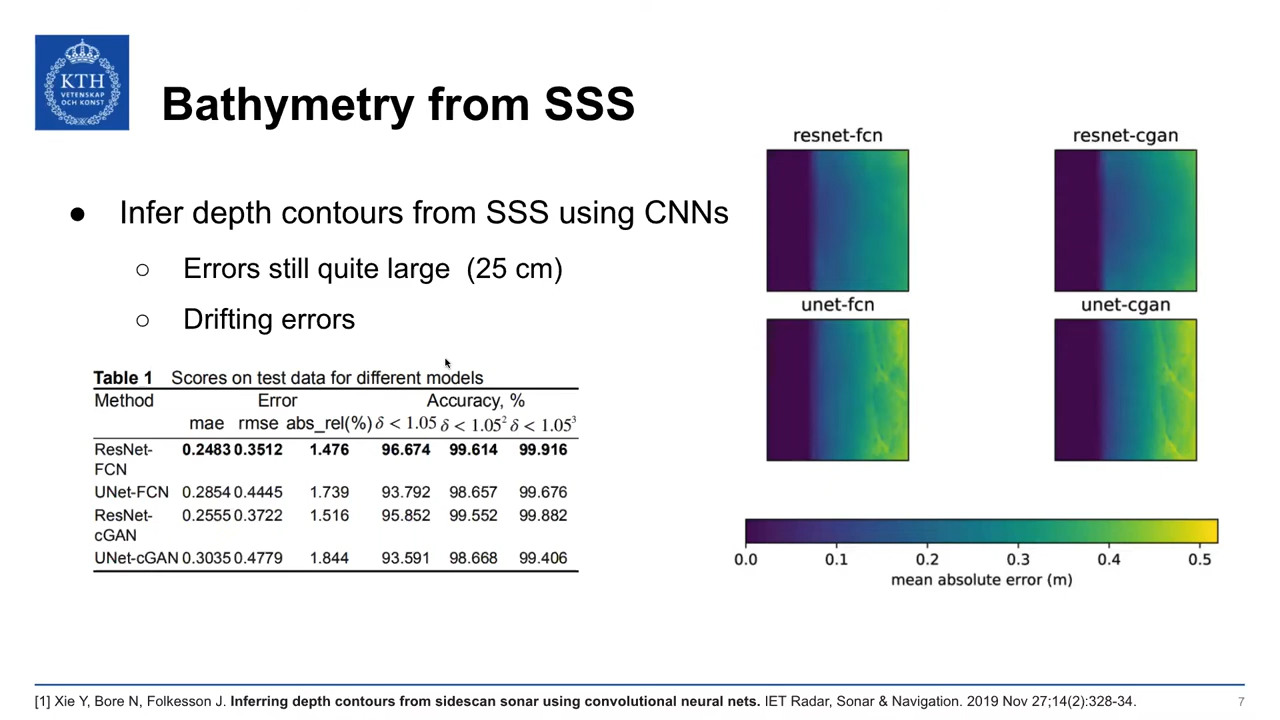 KTH
VETENSKAP
OCH KONST
Bathymetry from SSS
● Infer depth contours from SSS using CNNs
○ Errors still quite large (25 cm)
○ Drifting errors
Table 1 Scores on test data for different models
Method Error Accuracy, %
mae rmse abs_rel(%) δ < 1.05 δ < 1.05² δ < 1.05³
ResNet- 0.2483 0.3512 1.476 96.674 99.614 99.916
FCN
UNet-FCN 0.2854 0.4445 1.739 93.792 98.657 99.676
ResNet- 0.2555 0.3722 1.516 95.852 99.552 99.882
cGAN
UNet-cGAN 0.3035 0.4779 1.844 93.591 98.668 99.406
resnet-fcn resnet-cgan
unet-fcn unet-cgan
0.0 0.1 0.2 0.3 0.4 0.5
mean absolute error (m)
[1] Xie Y, Bore N, Folkesson J. Inferring depth contours from sidescan sonar using convolutional neural nets. IET Radar, Sonar & Navigation. 2019 Nov 27;14(2):328-34.
7